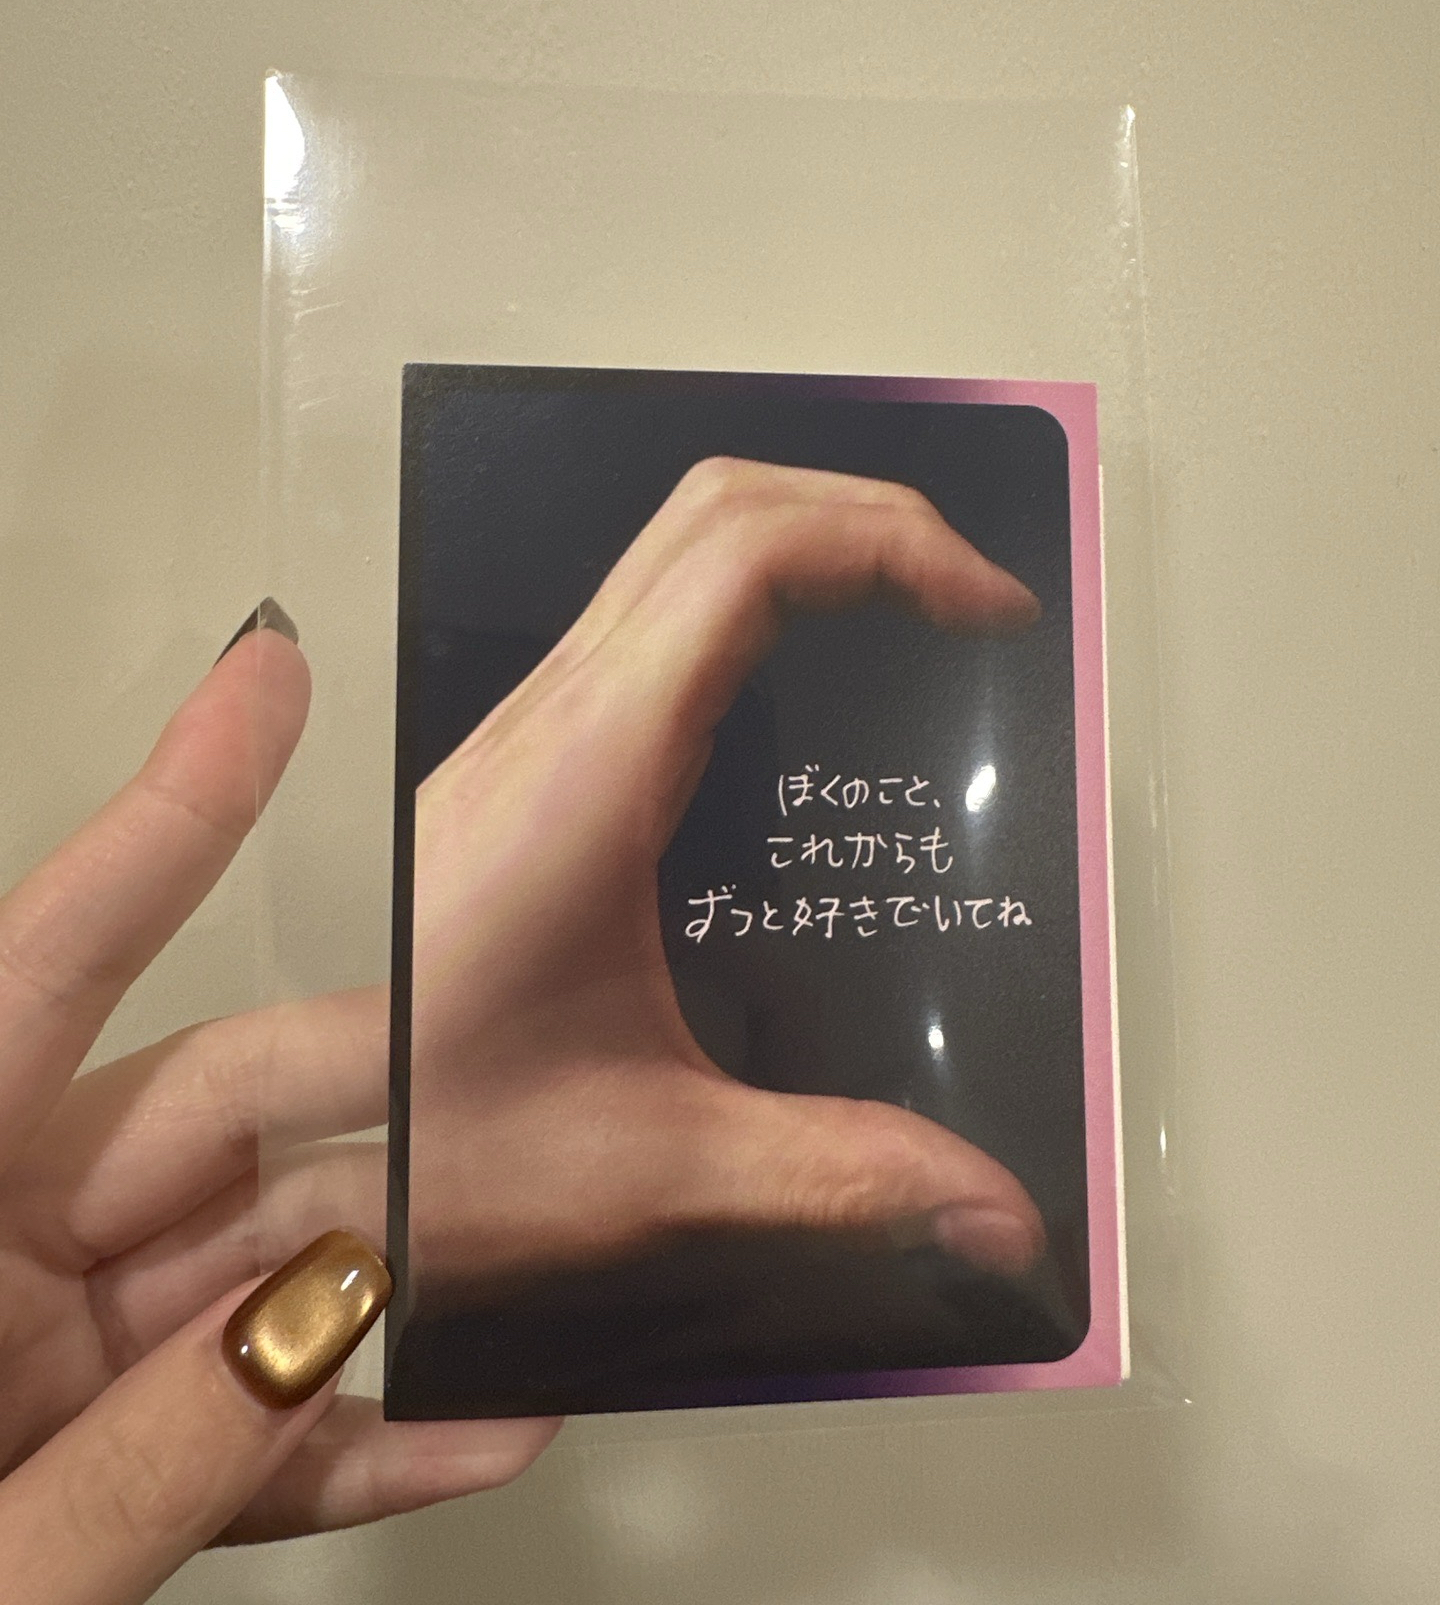 ぼくのこと、
これからも
ずっと好きでいてね